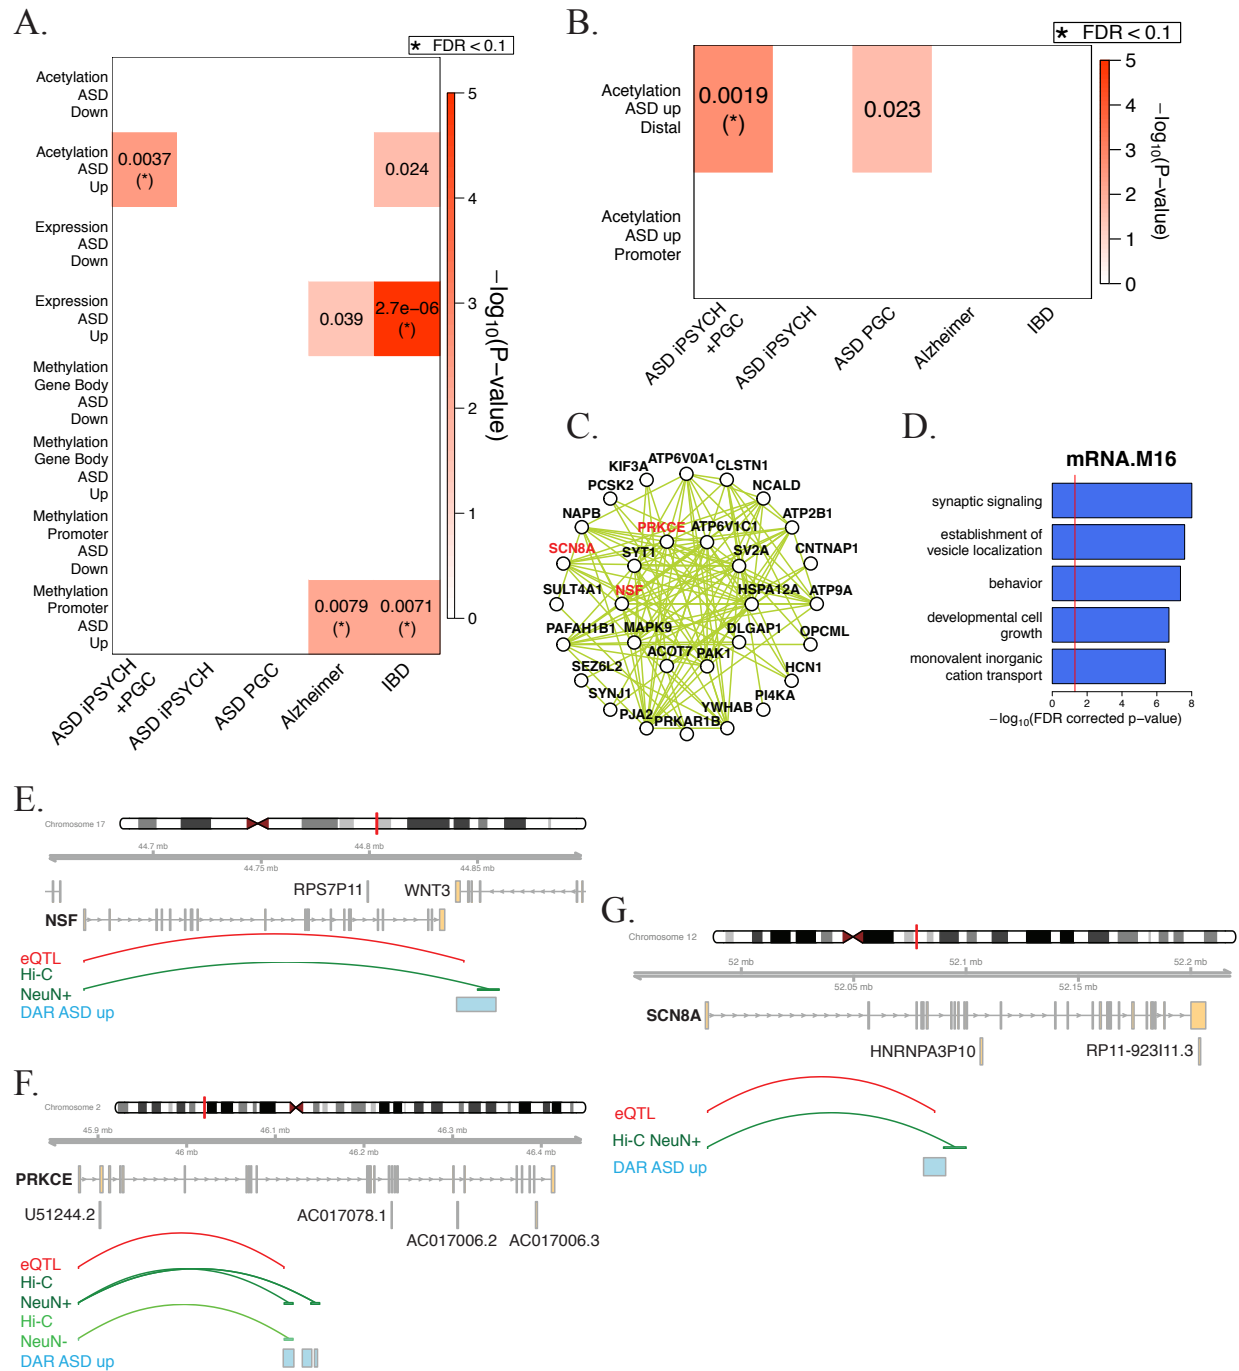 A.
* FDR < 0.1
Acetylation
ASD
Down
Acetylation
ASD
Up
Expression
ASD
Down
Expression
ASD
Up
Methylation
Gene Body
ASD
Down
Methylation
Gene Body
ASD
Up
Methylation
Promoter
ASD
Down
Methylation
Promoter
ASD
Up
0.0037
(*)
0.024
0.039
2.7e−06
(*)
0.0079
(*)
0.0071
(*)
ASD iPSYCH
+PGC
ASD iPSYCH
ASD PGC
Alzheimer
IBD
5
4
3
2
1
0
−log10(P−value)
B.
* FDR < 0.1
Acetylation
ASD up
Distal
Acetylation
ASD up
Promoter
0.0019
(*)
0.023
ASD iPSYCH
+PGC
ASD iPSYCH
ASD PGC
Alzheimer
IBD
5
4
3
2
1
0
−log10(P−value)
C.
ATP6V0A1
KIF3A
CLSTN1
PCSK2
NCALD
NAPB
PRKCE
ATP6V1C1
ATP2B1
SCN8A
SYT1
SV2A
CNTNAP1
SULT4A1
NSF
HSPA12A
ATP9A
PAFAH1B1
MAPK9
DLGAP1
OPCML
ACOT7
PAK1
SEZ6L2
HCN1
SYNJ1
PI4KA
PJA2
YWHAB
PRKAR1B
D.
mRNA.M16
synaptic signaling
establishment of
vesicle localization
behavior
developmental cell
growth
monovalent inorganic
cation transport
0 2 4 6 8
−log10(FDR corrected p−value)
E.
Chromosome 17
44.7 mb
44.8 mb
44.75 mb
44.85 mb
RPS7P11
WNT3
NSF
eQTL
Hi-C
NeuN+
DAR ASD up
F.
Chromosome 2
45.9 mb
46.1 mb
46.3 mb
46 mb
46.2 mb
46.4 mb
PRKCE
U51244.2
AC017078.1
AC017006.2
AC017006.3
eQTL
Hi-C
NeuN+
Hi-C
NeuN-
DAR ASD up
G.
Chromosome 12
52 mb
52.1 mb
52.2 mb
52.05 mb
52.15 mb
SCN8A
HNRNPA3P10
RP11-923I11.3
eQTL
Hi-C NeuN+
DAR ASD up